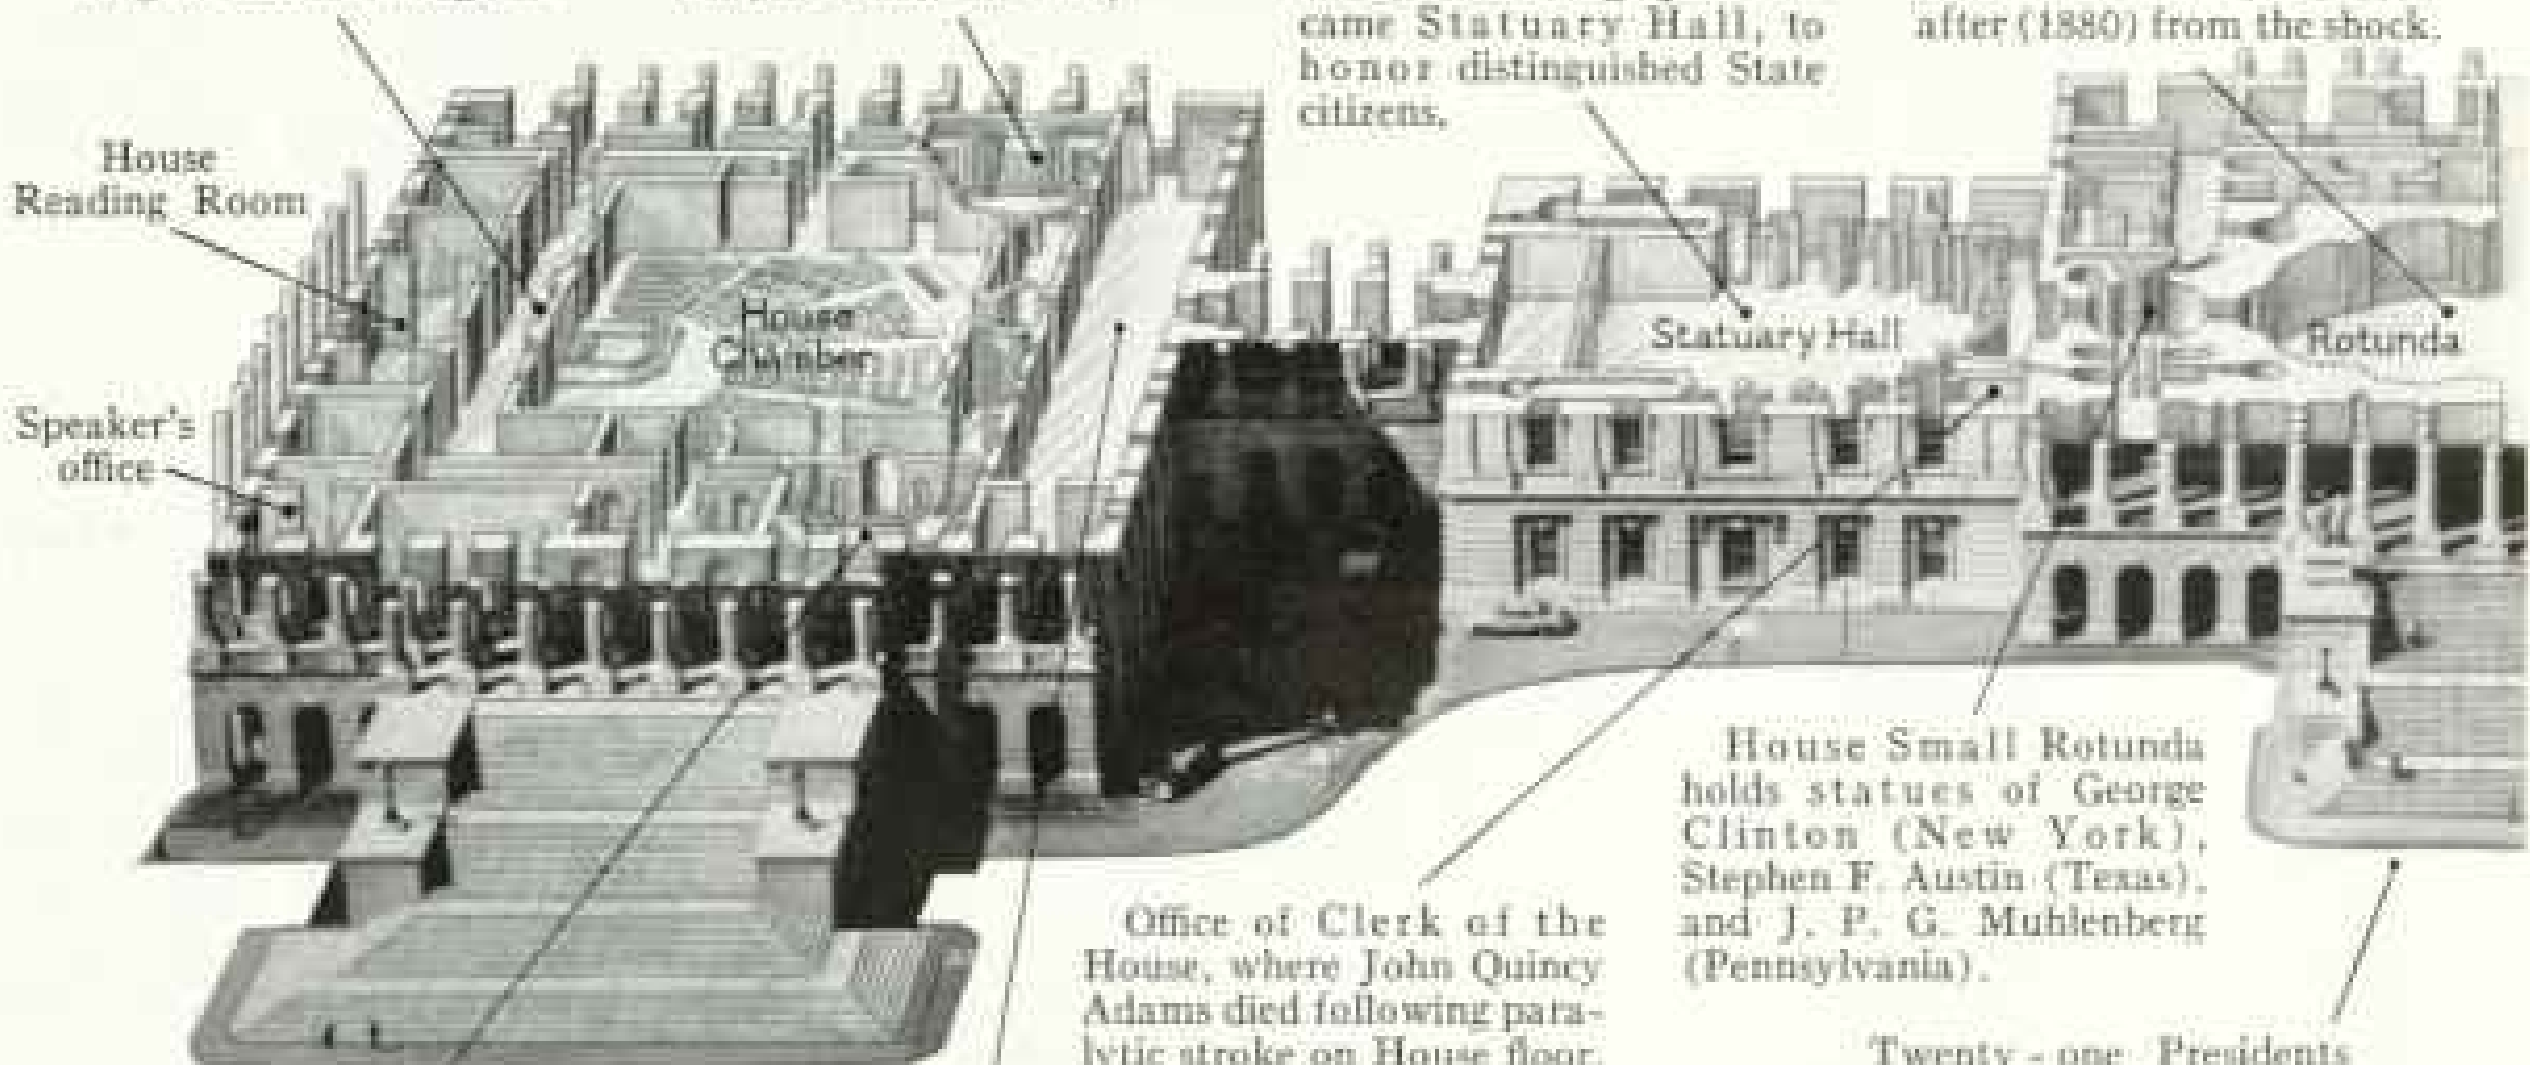 came Statuary Hall, to
honor distinguished State
citizens.
after (1880) from the shock.
House
Reading Room
Speaker's
office
House
Chamber
Statuary Hall
Rotunda
House Small Rotunda
holds statues of George
Clinton (New York),
Stephen F. Austin (Texas),
and J. P. G. Muhlenberg
(Pennsylvania).
Office of Clerk of the
House, where John Quincy
Adams died following para-
lytic stroke on House floor.
Twenty-one Presidents